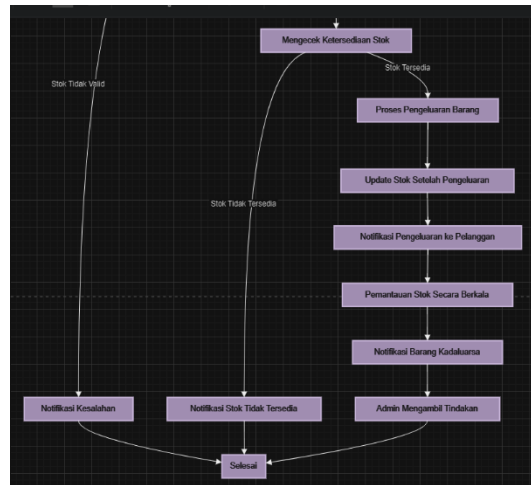 Mengecek Ketersediaan Stok
Stok Tersedia
Stok Tidak Valid
Proses Pengeluaran Barang
Update Stok Setelah Pengeluaran
Stok Tidak Tersedia
Notifikasi Pengeluaran ke Pelanggan
Pemantauan Stok Secara Berkala
Notifikasi Barang Kadaluarsa
Notifikasi Kesalahan
Notifikasi Stok Tidak Tersedia
Admin Mengambil Tindakan
Selesai